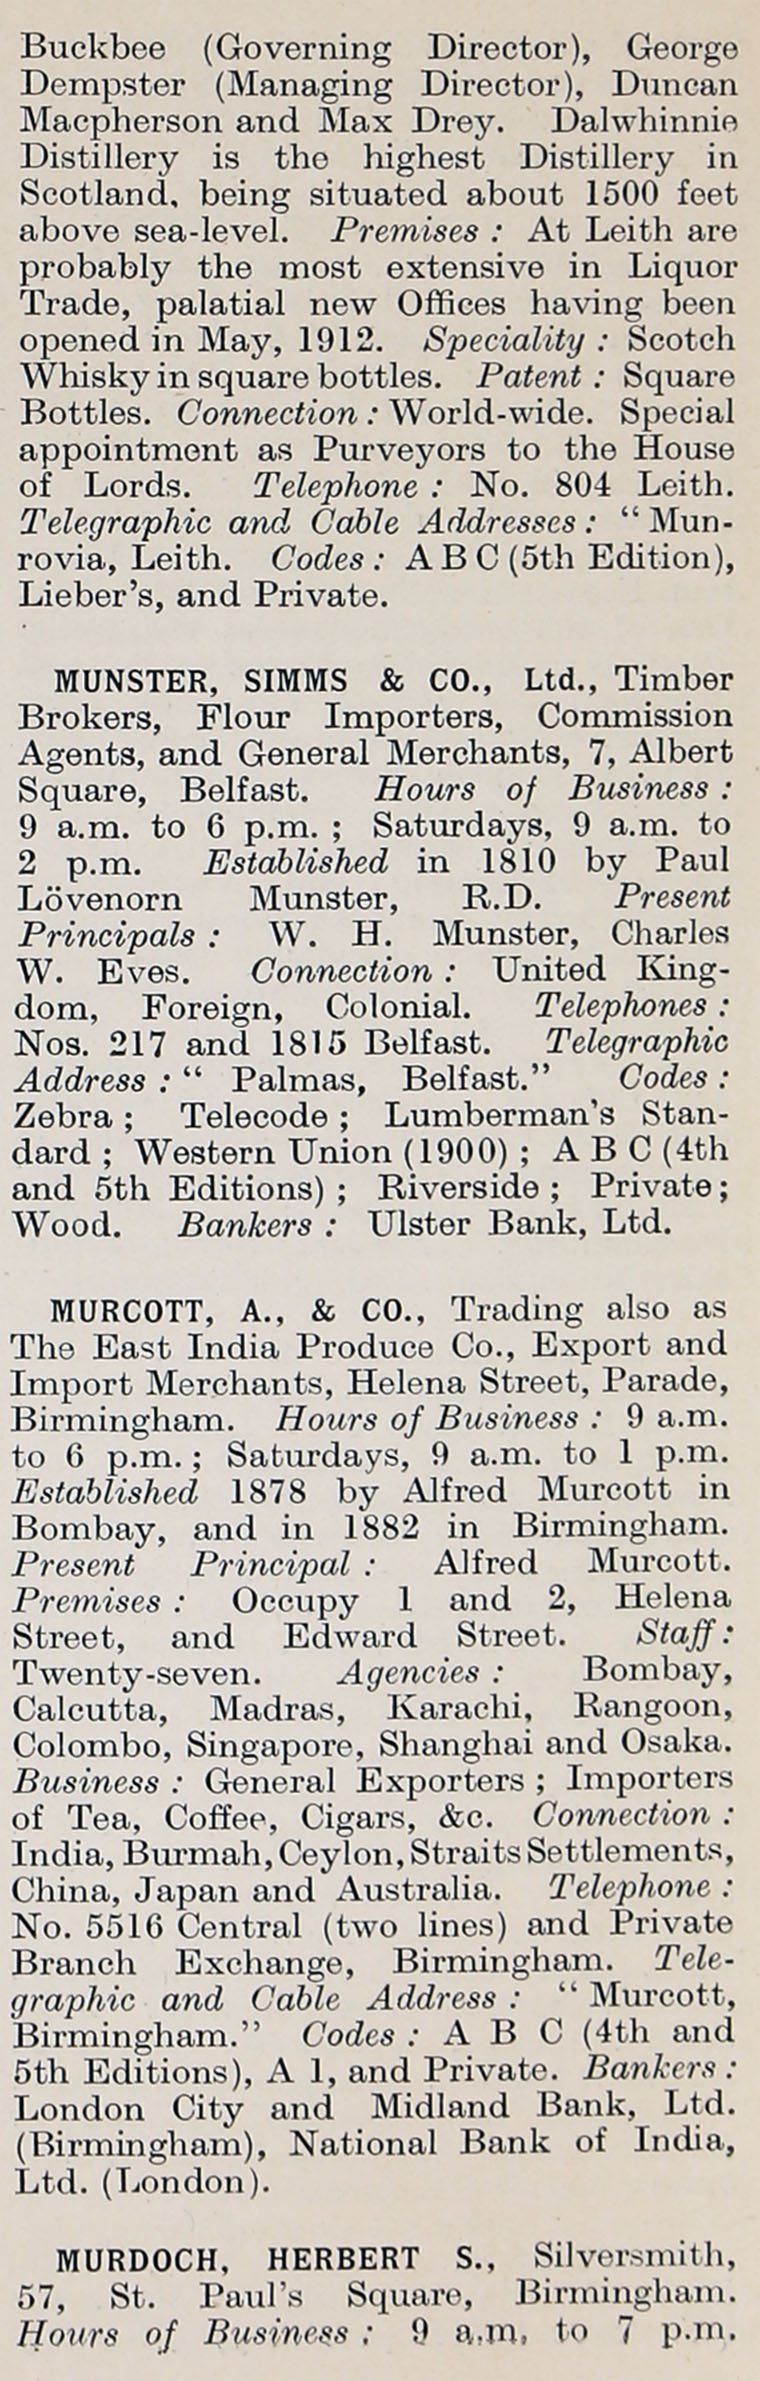 Buckbee (Governing Director), George
Dempster (Managing Director), Duncan
Macpherson and Max Drey. Dalwhinnie
Distillery is the highest Distillery in
Scotland, being situated about 1500 feet
above sea-level. Premises : At Leith are
probably the most extensive in Liquor
Trade, palatial new Offices having been
opened in May, 1912. Speciality : Scotch
Whisky in square bottles. Patent : Square
Bottles. Connection : World-wide. Special
appointment as Purveyors to the House
of Lords. Telephone : No. 804 Leith.
Telegraphic and Cable Addresses : “ Mun-
rovia, Leith. Codes : A B C (5th Edition),
Lieber's, and Private.
MUNSTER, SIMMS & CO., Ltd., Timber
Brokers, Flour Importers, Commission
Agents, and General Merchants, 7, Albert
Square, Belfast. Hours of Business :
9 a.m. to 6 p.m. ; Saturdays, 9 a.m. to
2 p.m. Established in 1810 by Paul
Lövenorn Munster, R.D. Present
Principals : W. H. Munster, Charles
W. Eves. Connection : United King-
dom, Foreign, Colonial. Telephones :
Nos. 217 and 1815 Belfast. Telegraphic
Address : “ Palmas, Belfast.” Codes :
Zebra ; Telecode ; Lumberman's Stan-
dard ; Western Union (1900) ; A B C (4th
and 5th Editions) ; Riverside ; Private ;
Wood. Bankers : Ulster Bank, Ltd.
MURCOTT, A., & CO., Trading also as
The East India Produce Co., Export and
Import Merchants, Helena Street, Parade,
Birmingham. Hours of Business : 9 a.m.
to 6 p.m. ; Saturdays, 9 a.m. to 1 p.m.
Established 1878 by Alfred Murcott in
Bombay, and in 1882 in Birmingham.
Present Principal : Alfred Murcott.
Premises : Occupy 1 and 2, Helena
Street, and Edward Street. Staff :
Twenty-seven. Agencies : Bombay,
Calcutta, Madras, Karachi, Rangoon,
Colombo, Singapore, Shanghai and Osaka.
Business : General Exporters ; Importers
of Tea, Coffee, Cigars, &c. Connection :
India, Burmah, Ceylon, Straits Settlements,
China, Japan and Australia. Telephone :
No. 5516 Central (two lines) and Private
Branch Exchange, Birmingham. Tele-
graphic and Cable Address : “ Murcott,
Birmingham.” Codes : A B C (4th and
5th Editions), A 1, and Private. Bankers :
London City and Midland Bank, Ltd.
(Birmingham), National Bank of India,
Ltd. (London).
MURDOCH, HERBERT S., Silversmith,
57, St. Paul's Square, Birmingham.
Hours of Business : 9 a.m. to 7 p.m.